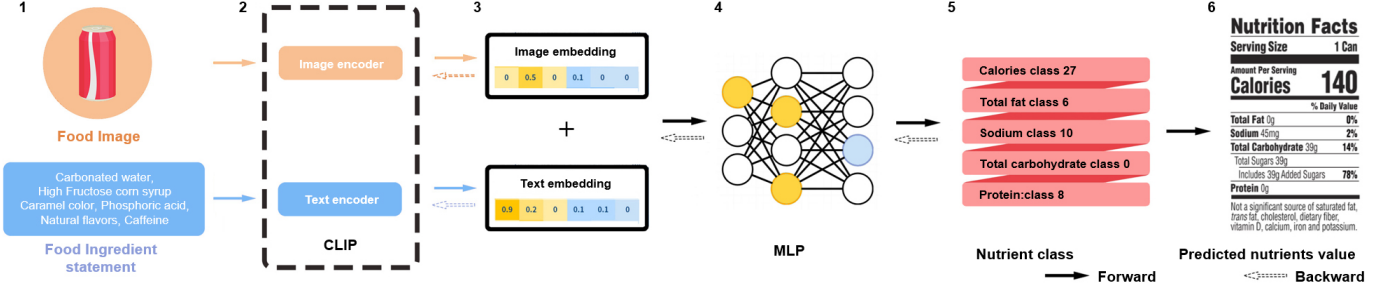 1
2
3
4
5
6
Food Image
Carbonated water,
High Fructose corn syrup
Caramel color, Phosphoric acid,
Natural flavors, Caffeine
Food Ingredient
statement
Image encoder
Text encoder
CLIP
Image embedding
0 0.5 0 0.1 0 0
+
Text embedding
0.9 0.2 0 0.1 0.1 0
MLP
Calories class 27
Total fat class 6
Sodium class 10
Total carbohydrate class 0
Protein:class 8
Nutrient class
Nutrition Facts
Serving Size 1 Can
Amount Per Serving
Calories 140
% Daily Value
Total Fat 0g 0%
Sodium 45mg 2%
Total Carbohydrate 39g 14%
Total Sugars 39g
Includes 39g Added Sugars 78%
Protein 0g
Not a significant source of saturated fat,
trans fat, cholesterol, dietary fiber,
vitamin D, calcium, iron and potassium.
Predicted nutrients value
Forward
Backward